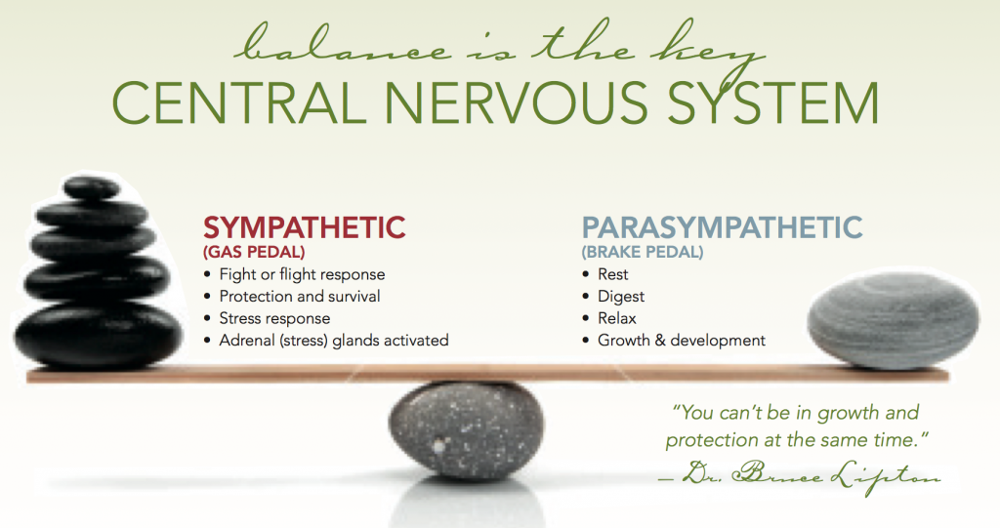 balance is the key
CENTRAL NERVOUS SYSTEM
SYMPATHETIC
(GAS PEDAL)
• Fight or flight response
• Protection and survival
• Stress response
• Adrenal (stress) glands activated
PARASYMPATHETIC
(BRAKE PEDAL)
• Rest
• Digest
• Relax
• Growth & development
“You can’t be in growth and
protection at the same time.”
– Dr. Bruce Lipton